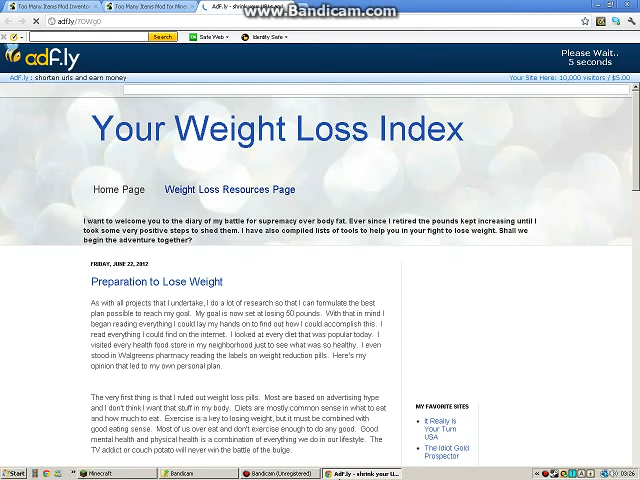 www.Bandicam.com
Too Many Items Mod Invento
Too Many Items Mod for Mine
AdF.ly - shrink your URLs and
adf.ly/7OWg0
Search
Safe Web
Identity Safe
adf.ly
Please Wait..
5 seconds
AdF.ly : shorten urls and earn money
Your Site Here: 10,000 visitors / $5.00
Your Weight Loss Index
Home Page
Weight Loss Resources Page
I want to welcome you to the diary of my battle for supremacy over body fat. Ever since I retired the pounds kept increasing until I
took some very positive steps to shed them. I have also compiled lists of tools to help you in your fight to lose weight. Shall we
begin the adventure together?
FRIDAY, JUNE 22, 2012
Preparation to Lose Weight
As with all projects that I undertake, I do a lot of research so that I can formulate the best
plan possible to reach my goal. My goal is now set at losing 50 pounds. With that in mind I
began reading everything I could lay my hands on to find out how I could accomplish this. I
read everything I could find on the internet. I looked at every diet that was popular today. I
visited every health food store in my neighborhood just to see what was so healthy. I even
stood in Walgreens pharmacy reading the labels on weight reduction pills. Here's my
opinion that led to my own personal plan.
The very first thing is that I ruled out weight loss pills. Most are based on advertising hype
and I don't think I want that stuff in my body. Diets are mostly common sense in what to eat
and how much to eat. Exercise is a key to losing weight, but it must be combined with
good eating sense. Most of us over eat and don't exercise enough to do any good. Good
mental health and physical health is a combination of everything we do in our lifestyle. The
TV addict or couch potato will never win the battle of the bulge.
MY FAVORITE SITES
It Really is
Your Turn
USA
The Idiot Gold
Prospector
Start
Minecraft
Bandicam
Bandicam (Unregistered)
AdF.ly - shrink your U...
03:26